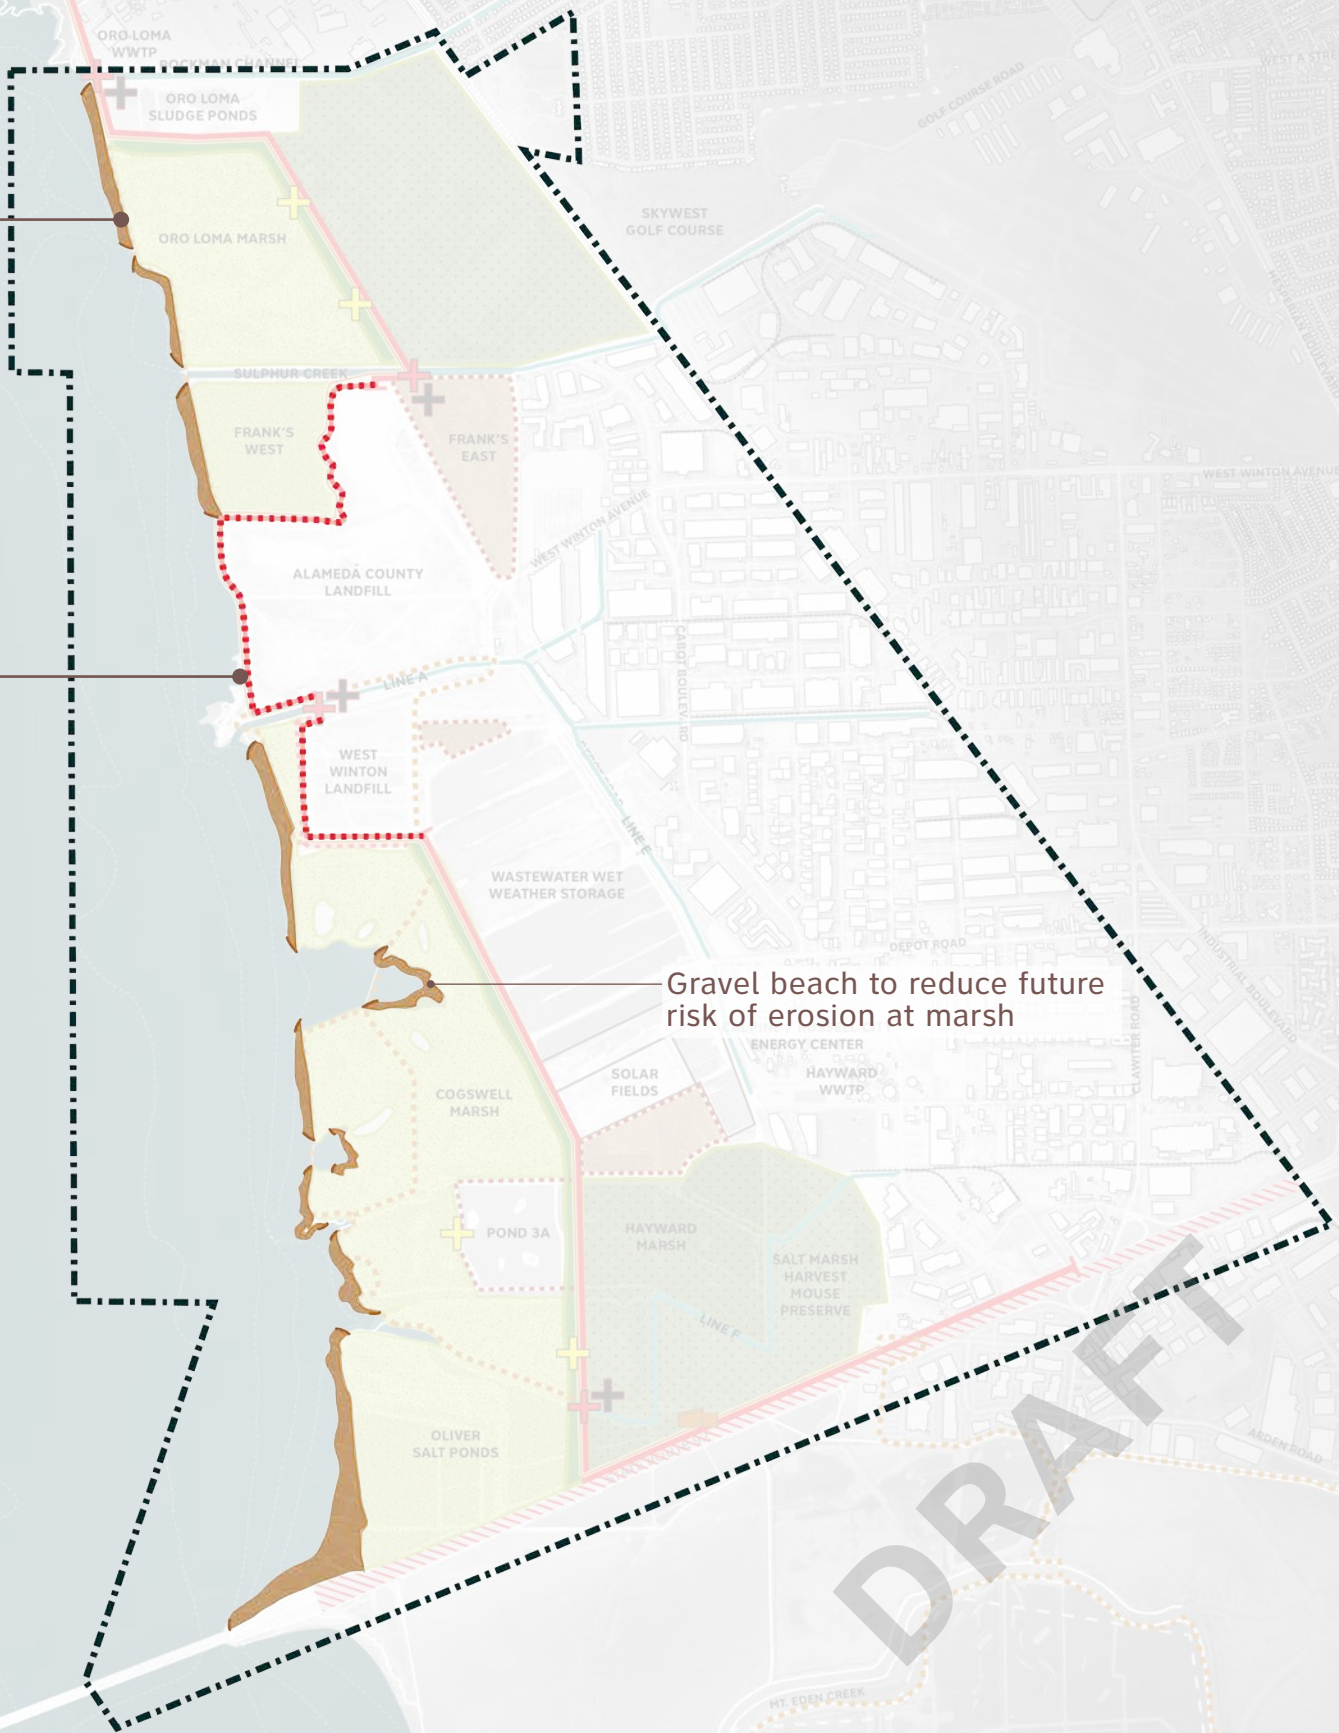 ORO LOMA
WWTP
BOCKMAN CHANNEL
WEST A STR
GOLF COURSE ROAD
ORO LOMA
SLUDGE PONDS
SKYWEST
GOLF COURSE
ORO LOMA MARSH
SULPHUR CREEK
FRANK'S
WEST
FRANK'S
EAST
WEST WINTON AVENUE
WEST WINTON AVENUE
ALAMEDA COUNTY
LANDFILL
LINE A
CABOT BOULEVARD
WEST
WINTON
LANDFILL
LINE E
WASTEWATER WET
WEATHER STORAGE
DEPOT ROAD
INDUSTRIAL BOULEVARD
Gravel beach to reduce future
risk of erosion at marsh
ENERGY CENTER
CLAWITER ROAD
SOLAR
FIELDS
HAYWARD
WWTP
COGSWELL
MARSH
POND 3A
HAYWARD
MARSH
SALT MARSH
HARVEST
MOUSE
PRESERVE
LINE F
OLIVER
SALT PONDS
ARDEN ROAD
DRAFT
MT. EDEN CREEK